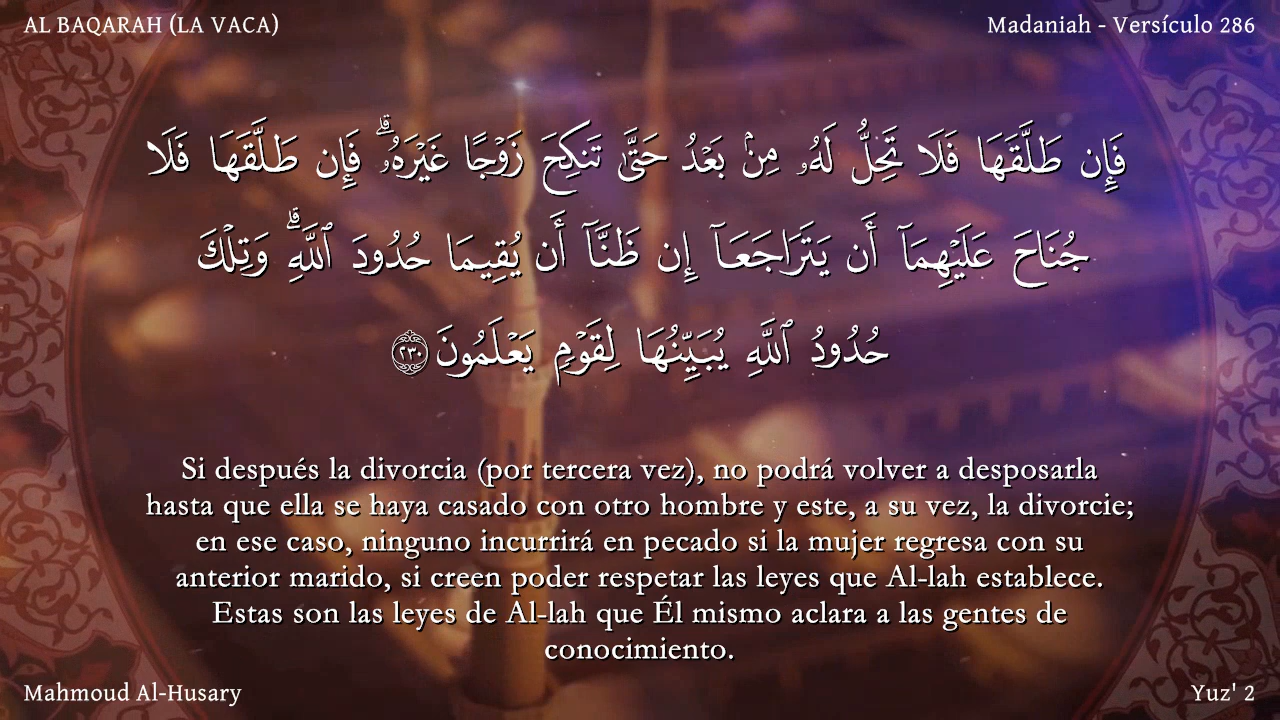 AL BAQARAH (LA VACA)
Madaniah - Versículo 286
فَإِن طَلَّقَهَا فَلَا تَحِلُّ لَهُۥ مِنۢ بَعْدُ حَتَّىٰ تَنكِحَ زَوْجًا غَيْرَهُۥ ۗ فَإِن طَلَّقَهَا فَلَا
جُنَاحَ عَلَيْهِمَآ أَن يَتَرَاجَعَآ إِن ظَنَّآ أَن يُقِيمَا حُدُودَ ٱللَّهِ ۗ وَتِلْكَ
حُدُودُ ٱللَّهِ يُبَيِّنُهَا لِقَوْمٍ يَعْلَمُونَ ٢٣٠
Si después la divorcia (por tercera vez), no podrá volver a desposarla
hasta que ella se haya casado con otro hombre y este, a su vez, la divorcie;
en ese caso, ninguno incurrirá en pecado si la mujer regresa con su
anterior marido, si creen poder respetar las leyes que Al-lah establece.
Estas son las leyes de Al-lah que Él mismo aclara a las gentes de
conocimiento.
Mahmoud Al-Husary
Yuz' 2